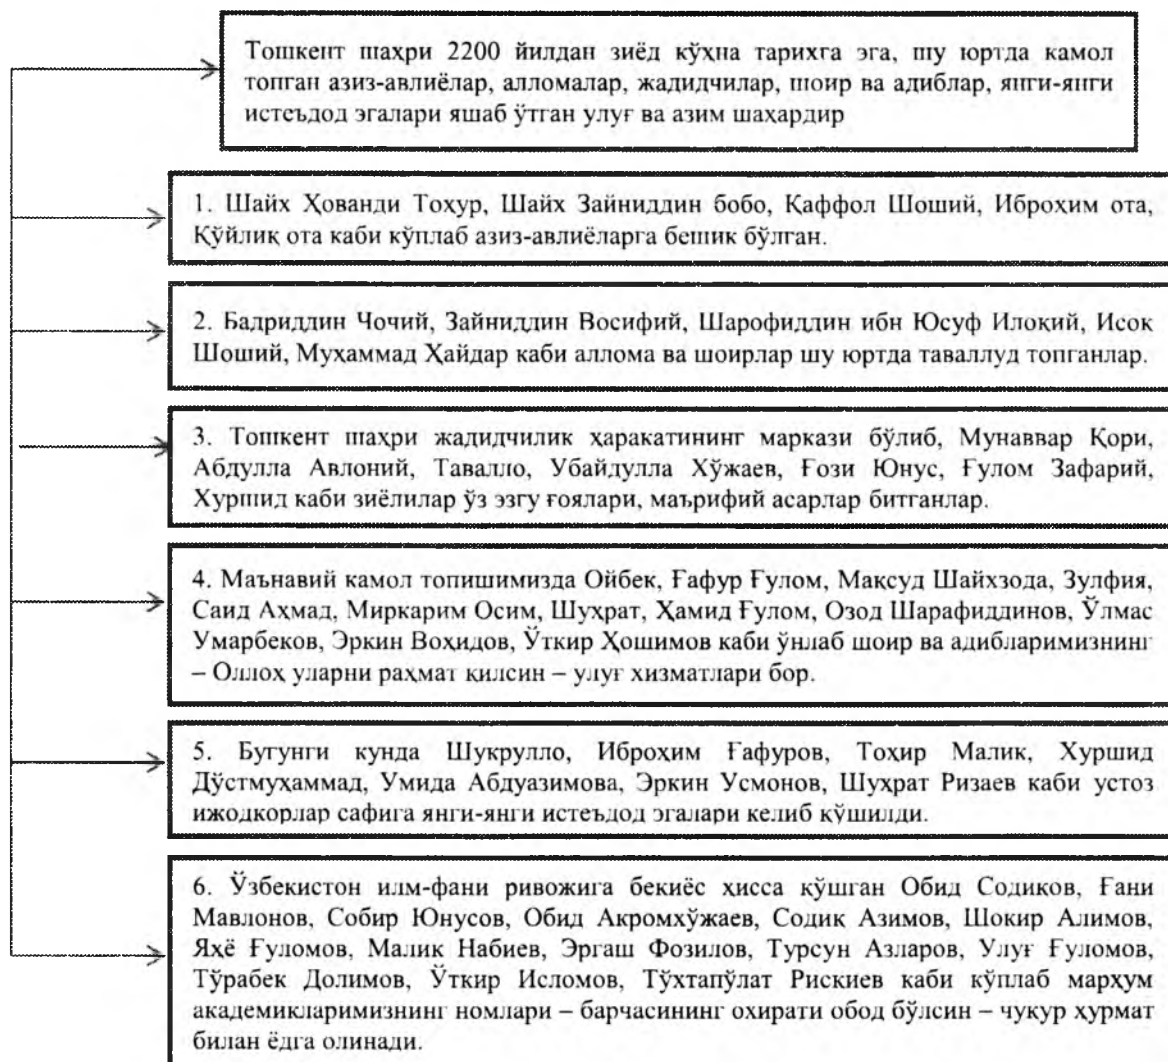 Тошкент шаҳри 2200 йилдан зиёд кўҳна тарихга эга, шу юртда камол
топган азиз-авлиёлар, алломалар, жадидчилар, шоир ва адиблар, янги-янги
истеъдод эгалари яшаб ўтган улуғ ва азим шаҳардир
1. Шайх Ҳованди Тоҳур, Шайх Зайниддин бобо, Қаффол Шоший, Иброҳим ота,
Қўйлиқ ота каби кўплаб азиз-авлиёларга бешик бўлган.
2. Бадриддин Чочий, Зайниддин Восифий, Шарофиддин ибн Юсуф Илоқий, Исоқ
Шоший, Муҳаммад Ҳайдар каби аллома ва шоирлар шу юртда таваллуд топганлар.
3. Тошкент шаҳри жадидчилик ҳаракатининг маркази бўлиб, Мунаввар Қори,
Абдулла Авлоний, Тавалло, Убайдулла Хўжаев, Ғози Юнус, Ғулом Зафарий,
Хуршид каби зиёлилар ўз эзгу ғоялари, маърифий асарлар битганлар.
4. Маънавий камол топишимизда Ойбек, Ғафур Ғулом, Мақсуд Шайхзода, Зулфия,
Саид Аҳмад, Миркарим Осим, Шуҳрат, Ҳамид Ғулом, Озод Шарафиддинов, Ўлмас
Умарбеков, Эркин Воҳидов, Ўткир Ҳошимов каби ўнлаб шоир ва адибларимизнинг
– Оллоҳ уларни раҳмат қилсин – улуғ хизматлари бор.
5. Бугунги кунда Шукрулло, Иброҳим Ғафуров, Тоҳир Малик, Хуршид
Дўстмуҳаммад, Умида Абдуазимова, Эркин Усмонов, Шуҳрат Ризаев каби устоз
ижодкорлар сафига янги-янги истеъдод эгалари келиб қўшилди.
6. Ўзбекистон илм-фани ривожига беқиёс ҳисса қўшган Обид Содиқов, Ғани
Мавлонов, Собир Юнусов, Обид Акромхўжаев, Содиқ Азимов, Шокир Алимов,
Яҳё Ғуломов, Малик Набиев, Эргаш Фозилов, Турсун Азларов, Улуғ Ғуломов,
Тўрабек Долимов, Ўткир Исломов, Тўхтапўлат Рискиев каби кўплаб марҳум
академикларимизнинг номлари – барчасининг охирати обод бўлсин – чуқур ҳурмат
билан ёдга олинади.